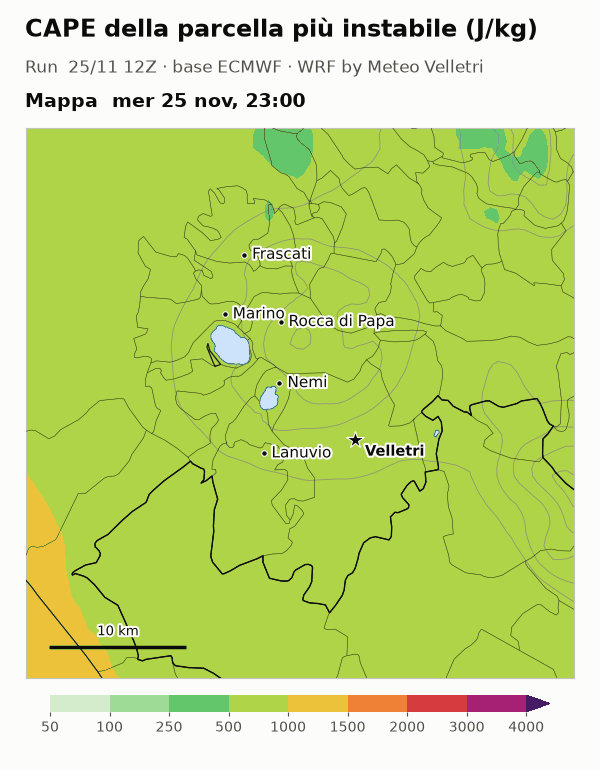 CAPE della parcella più instabile (J/kg)
Run  25/11 12Z · base ECMWF · WRF by Meteo Velletri
Mappa  mer 25 nov, 23:00
Frascati
Marino
Rocca di Papa
Nemi
Velletri
Lanuvio
10 km
50 100 250 500 1000 1500 2000 3000 4000